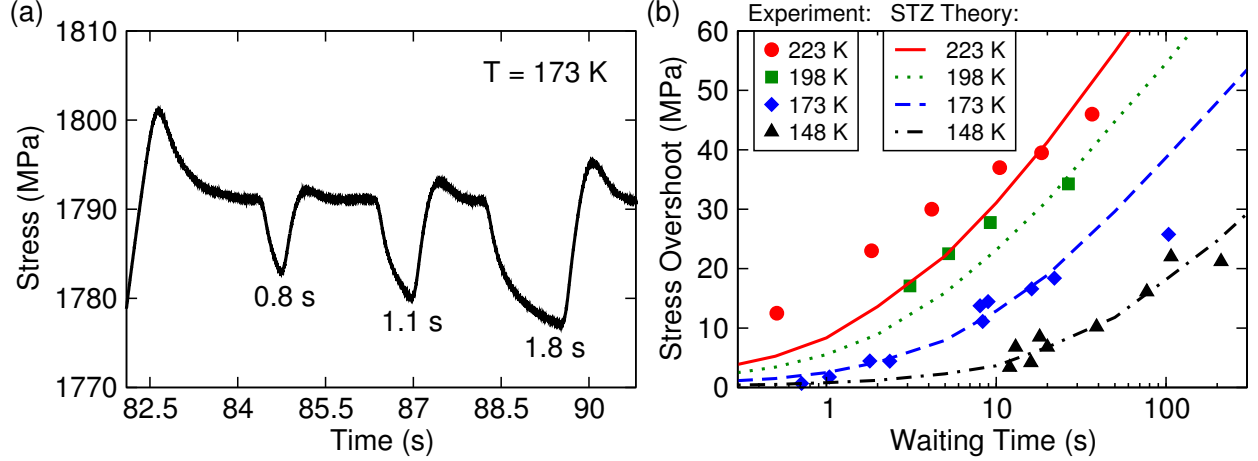 (a)
1810
1800
1790
1780
1770
Stress (MPa)
T = 173 K
0.8 s
1.1 s
1.8 s
82.5
84
85.5
87
88.5
90
Time (s)
(b)
Experiment: STZ Theory:
223 K 223 K
198 K 198 K
173 K 173 K
148 K 148 K
60
50
40
30
20
10
0
Stress Overshoot (MPa)
1
10
100
Waiting Time (s)